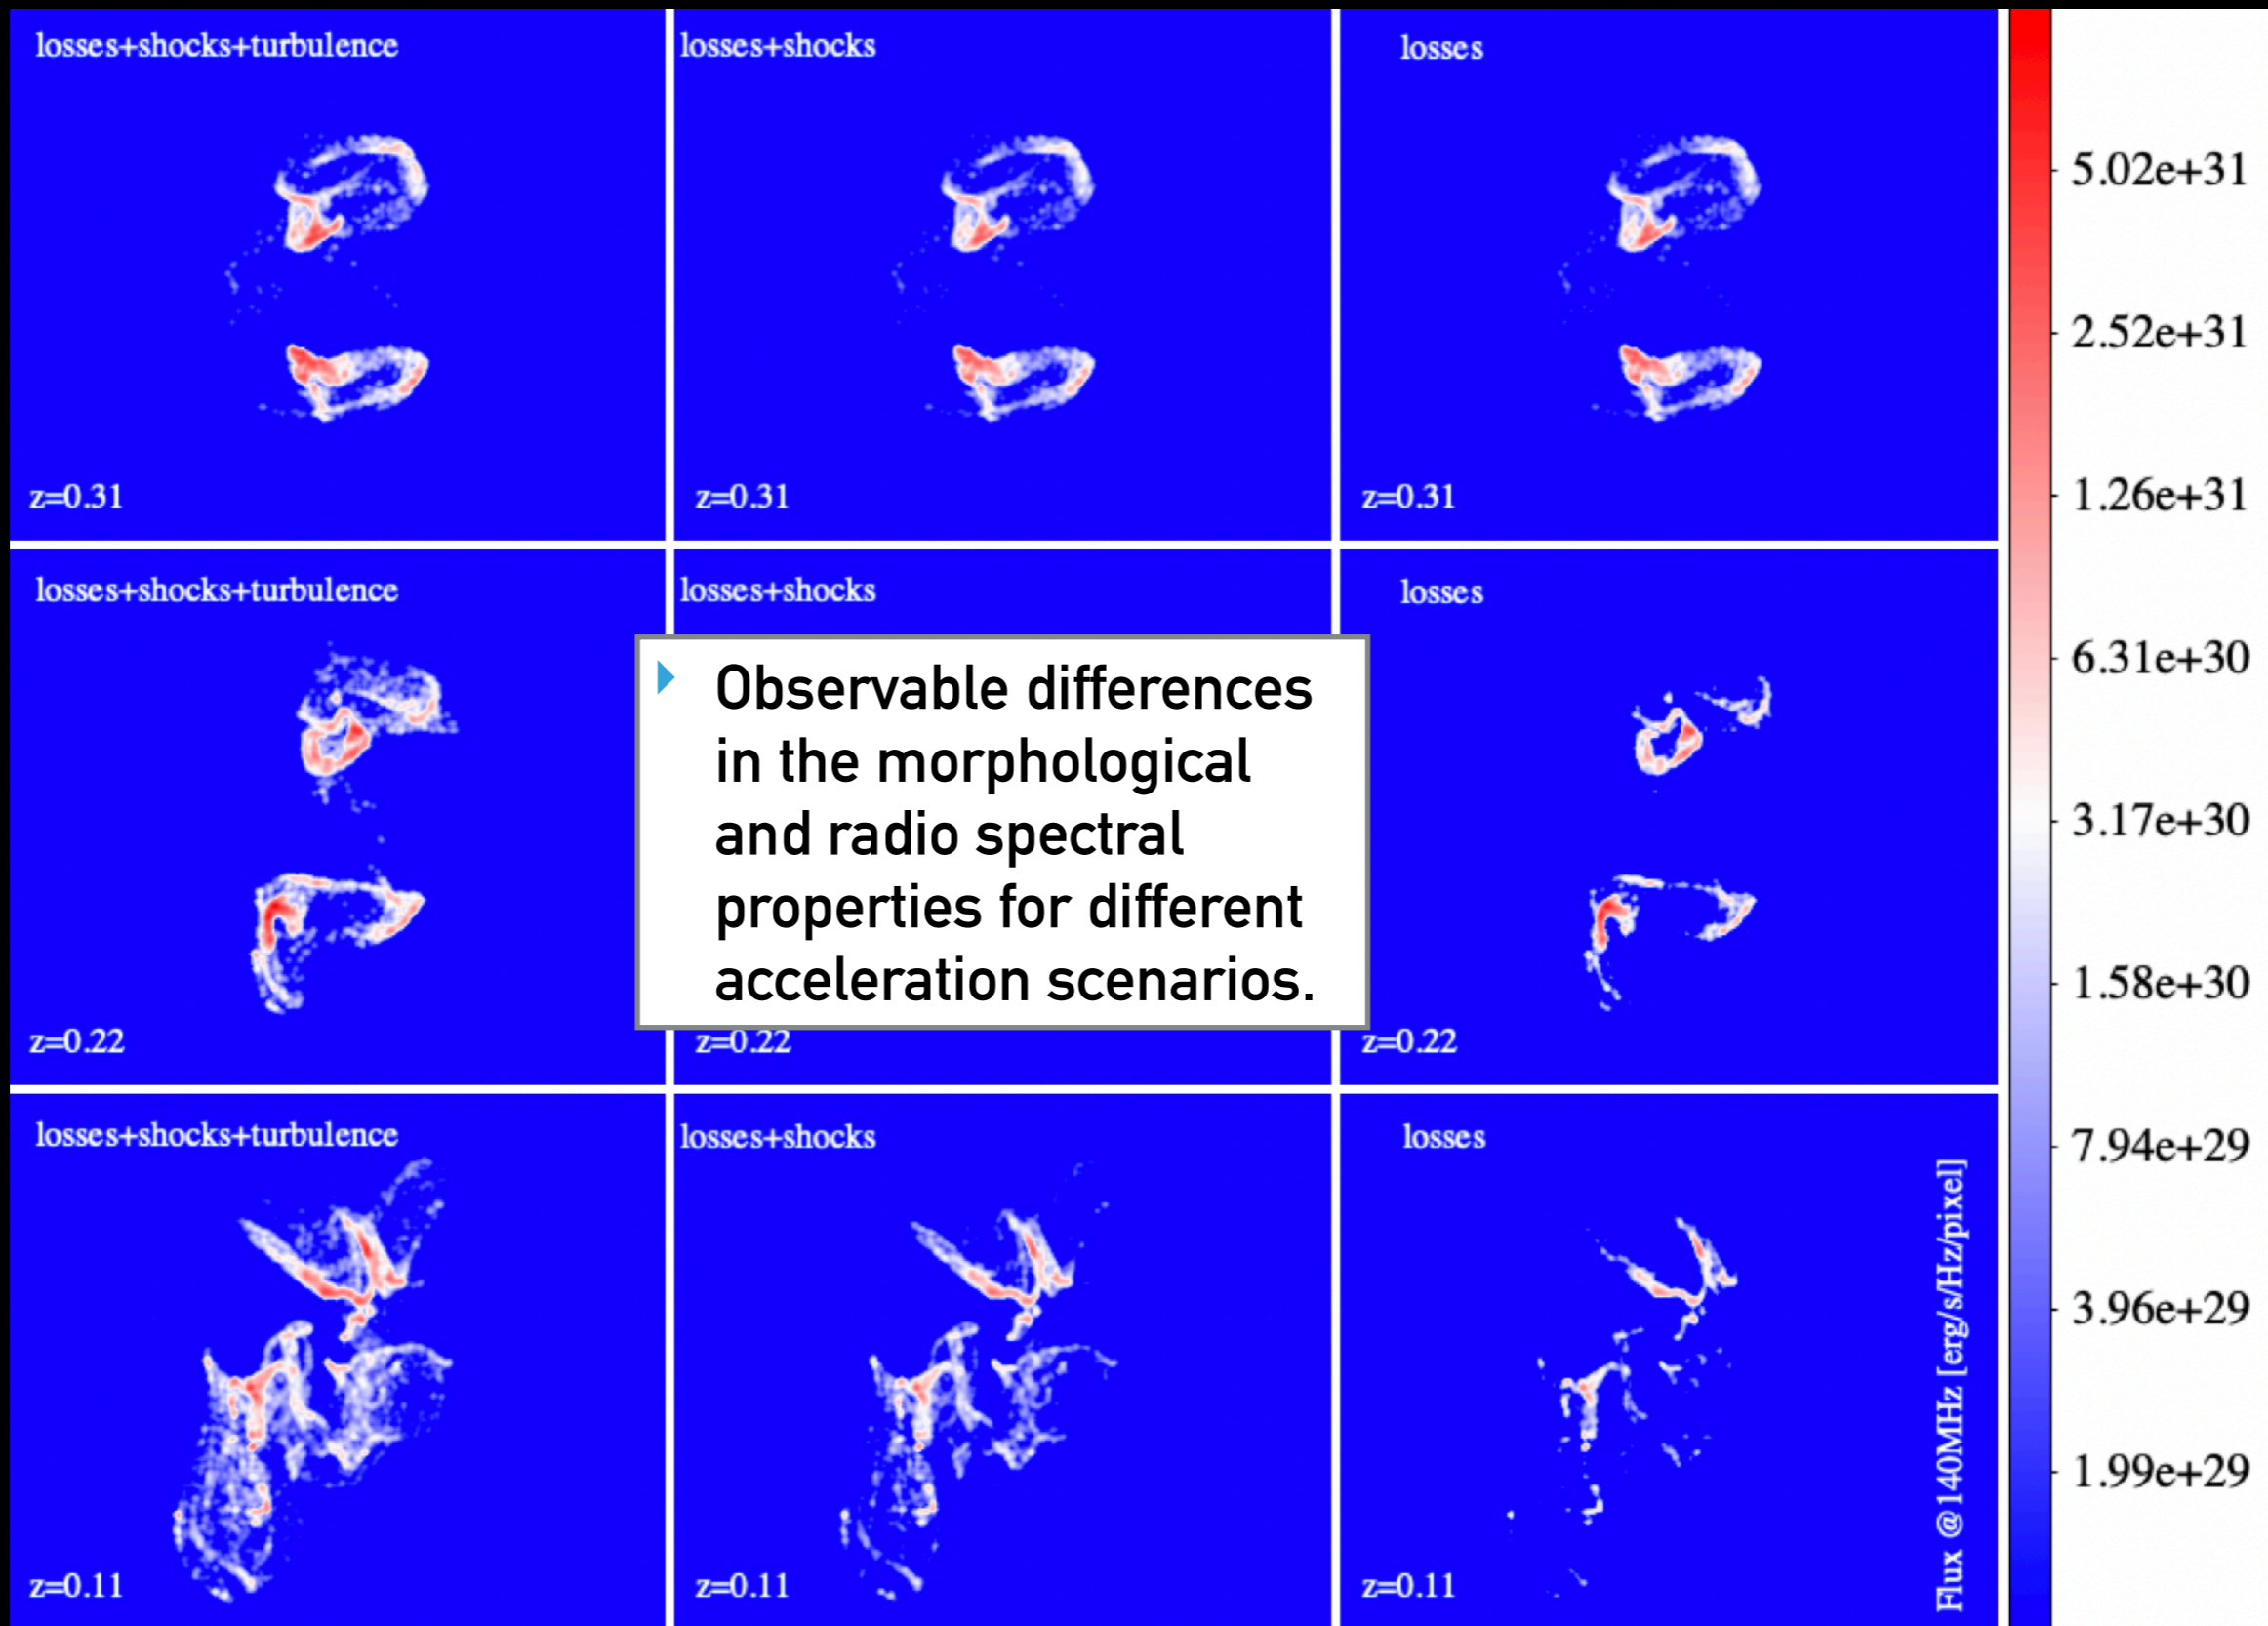 losses+shocks+turbulence
losses+shocks
losses
z=0.31
z=0.31
z=0.31
losses+shocks+turbulence
losses+shocks
losses
Observable differences
in the morphological
and radio spectral
properties for different
acceleration scenarios.
z=0.22
z=0.22
z=0.22
losses+shocks+turbulence
losses+shocks
losses
z=0.11
z=0.11
z=0.11
Flux @140MHz [erg/s/Hz/pixel]
5.02e+31
2.52e+31
1.26e+31
6.31e+30
3.17e+30
1.58e+30
7.94e+29
3.96e+29
1.99e+29